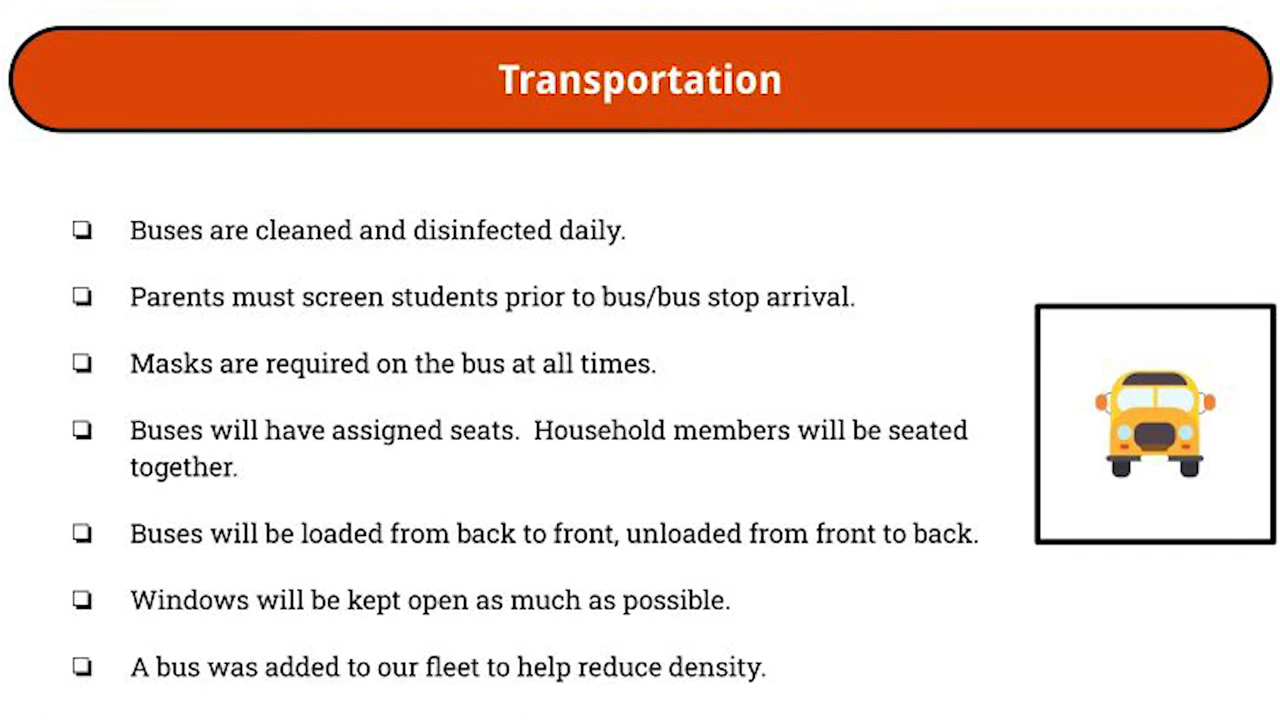 Transportation
Buses are cleaned and disinfected daily.
Parents must screen students prior to bus/bus stop arrival.
Masks are required on the bus at all times.
Buses will have assigned seats.  Household members will be seated
together.
Buses will be loaded from back to front, unloaded from front to back.
Windows will be kept open as much as possible.
A bus was added to our fleet to help reduce density.